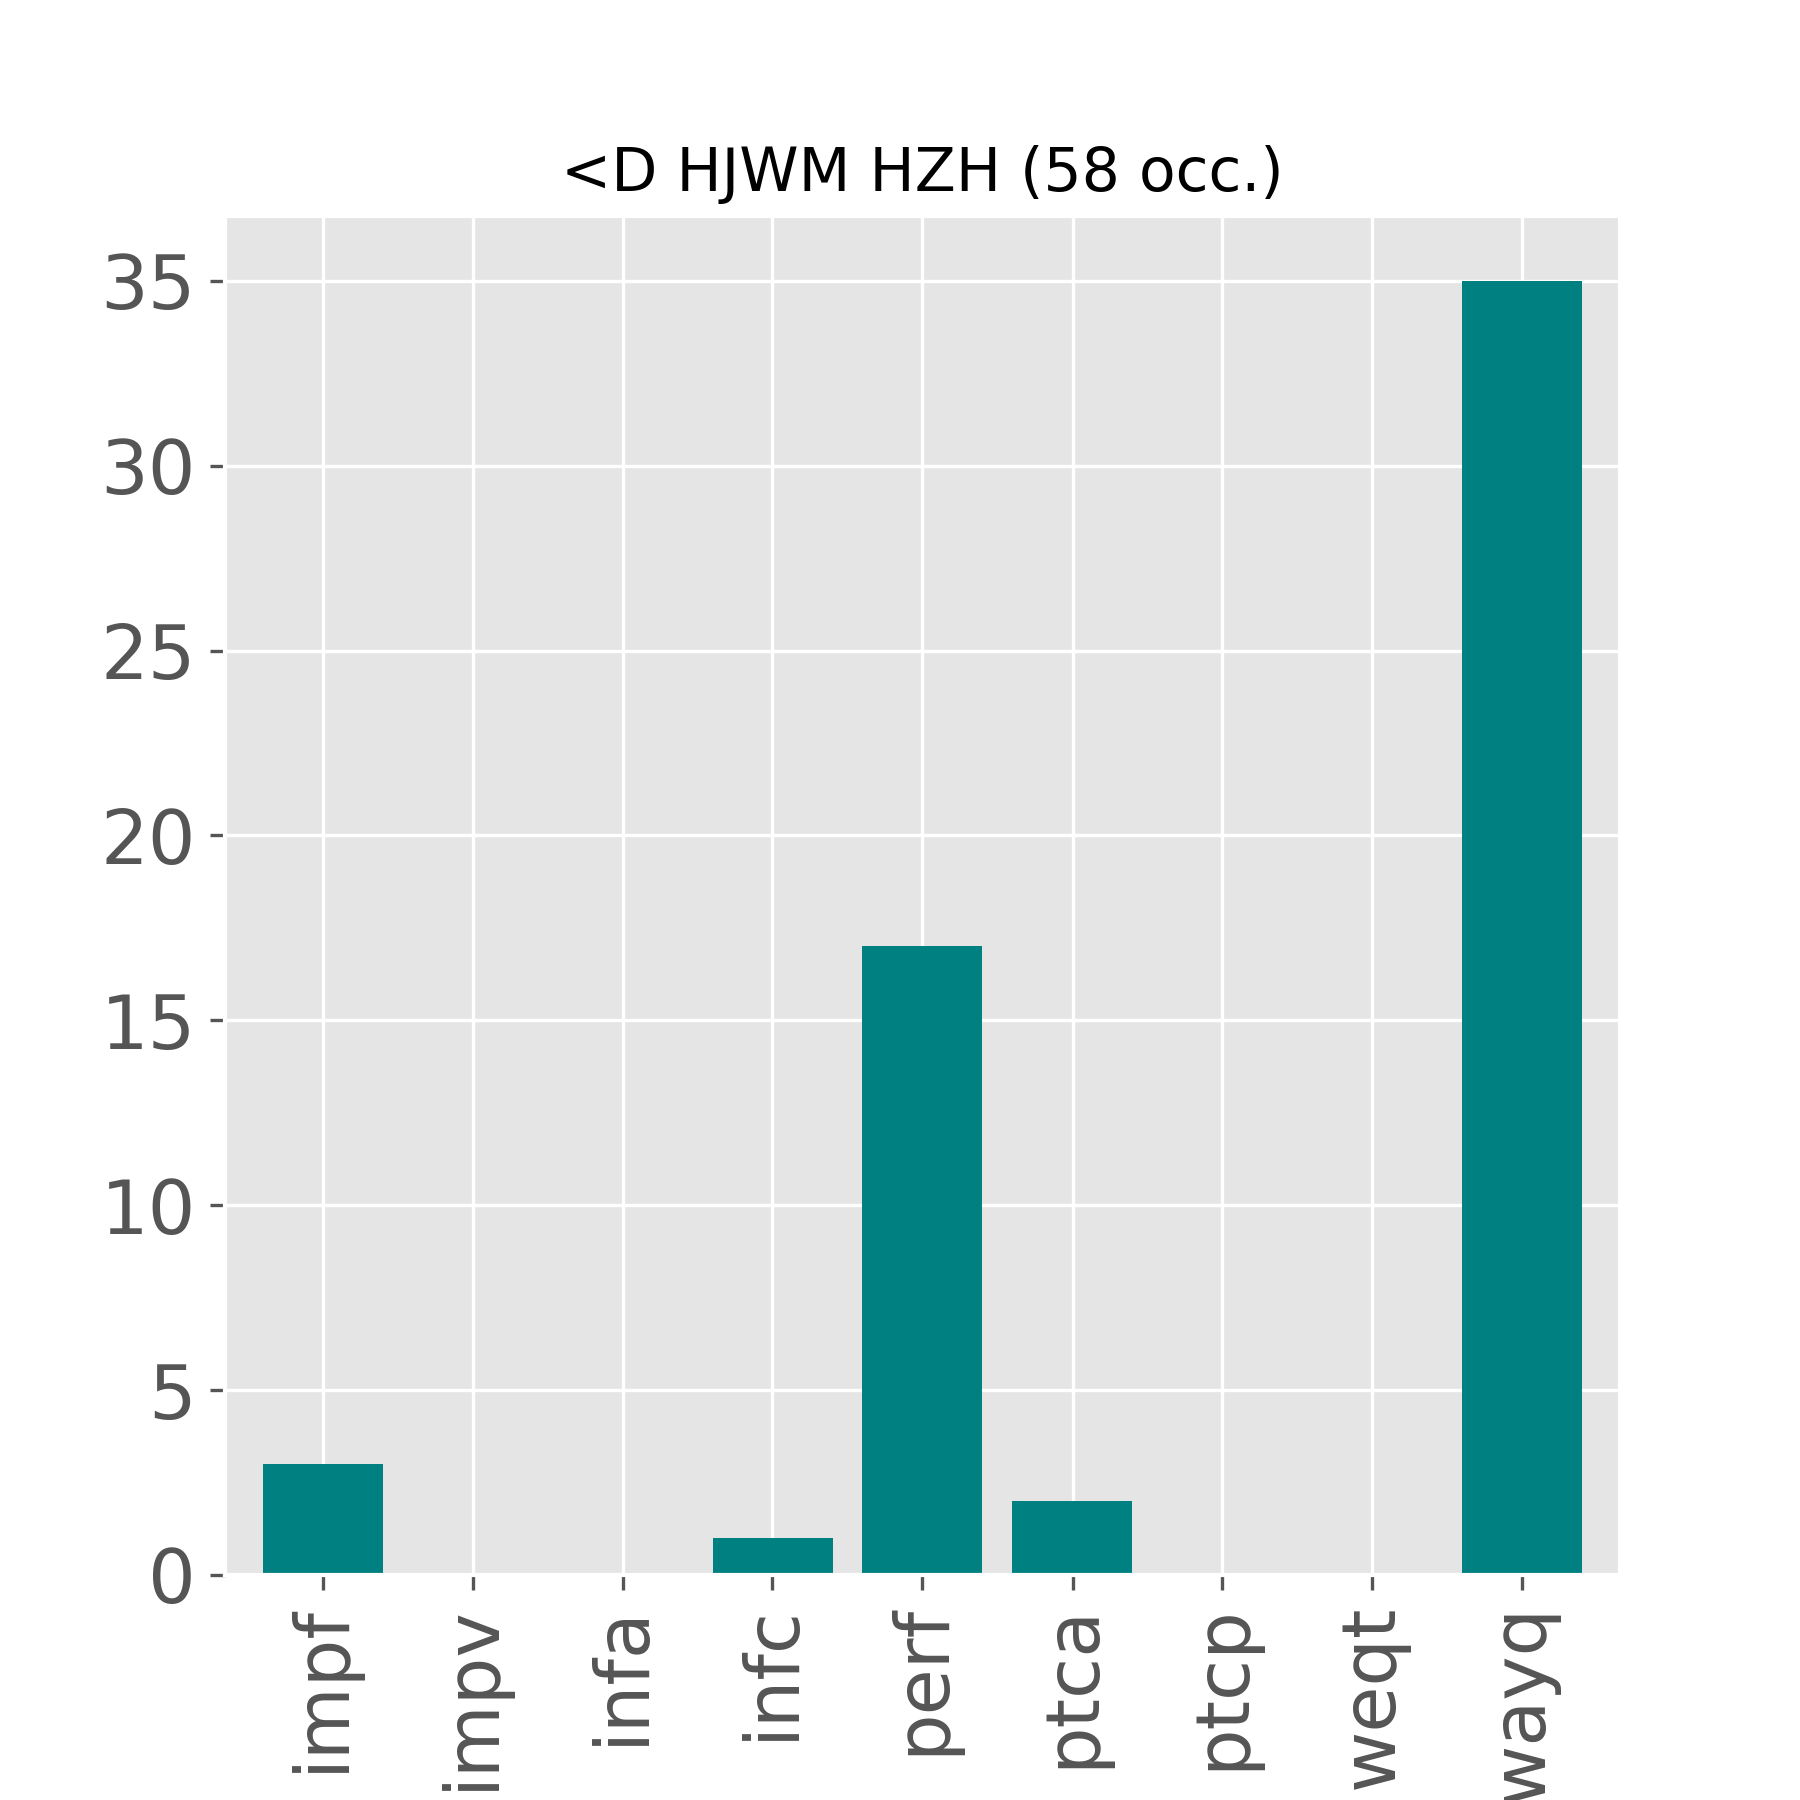 <D HJWM HZH (58 occ.)
35
30
25
20
15
10
5
0
impf
impv
infa
infc
perf
ptca
ptcp
weqt
wayq